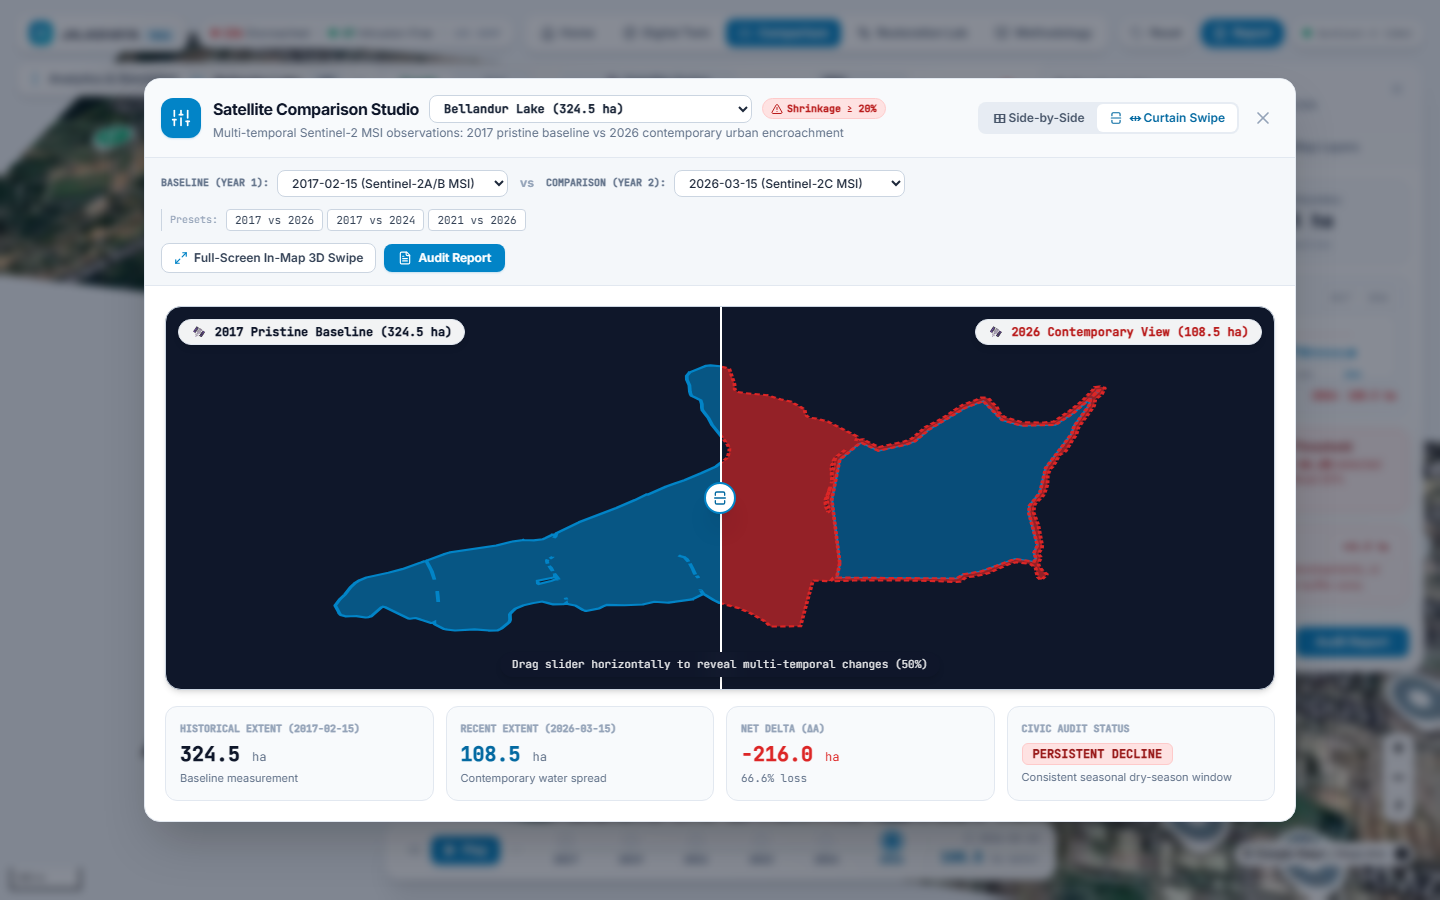 Satellite Comparison Studio
Bellandur Lake (324.5 ha)
Shrinkage ≥ 20%
Multi-temporal Sentinel-2 MSI observations: 2017 pristine baseline vs 2026 contemporary urban encroachment
Side-by-Side
Curtain Swipe
BASELINE (YEAR 1):
2017-02-15 (Sentinel-2A/B MSI)
VS
COMPARISON (YEAR 2):
2026-03-15 (Sentinel-2C MSI)
Presets:
2017 vs 2026
2017 vs 2024
2021 vs 2026
Full-Screen In-Map 3D Swipe
Audit Report
2017 Pristine Baseline (324.5 ha)
2026 Contemporary View (108.5 ha)
Drag slider horizontally to reveal multi-temporal changes (50%)
HISTORICAL EXTENT (2017-02-15)
324.5 ha
Baseline measurement
RECENT EXTENT (2026-03-15)
108.5 ha
Contemporary water spread
NET DELTA (ΔA)
-216.0 ha
66.6% loss
CIVIC AUDIT STATUS
PERSISTENT DECLINE
Consistent seasonal dry-season window